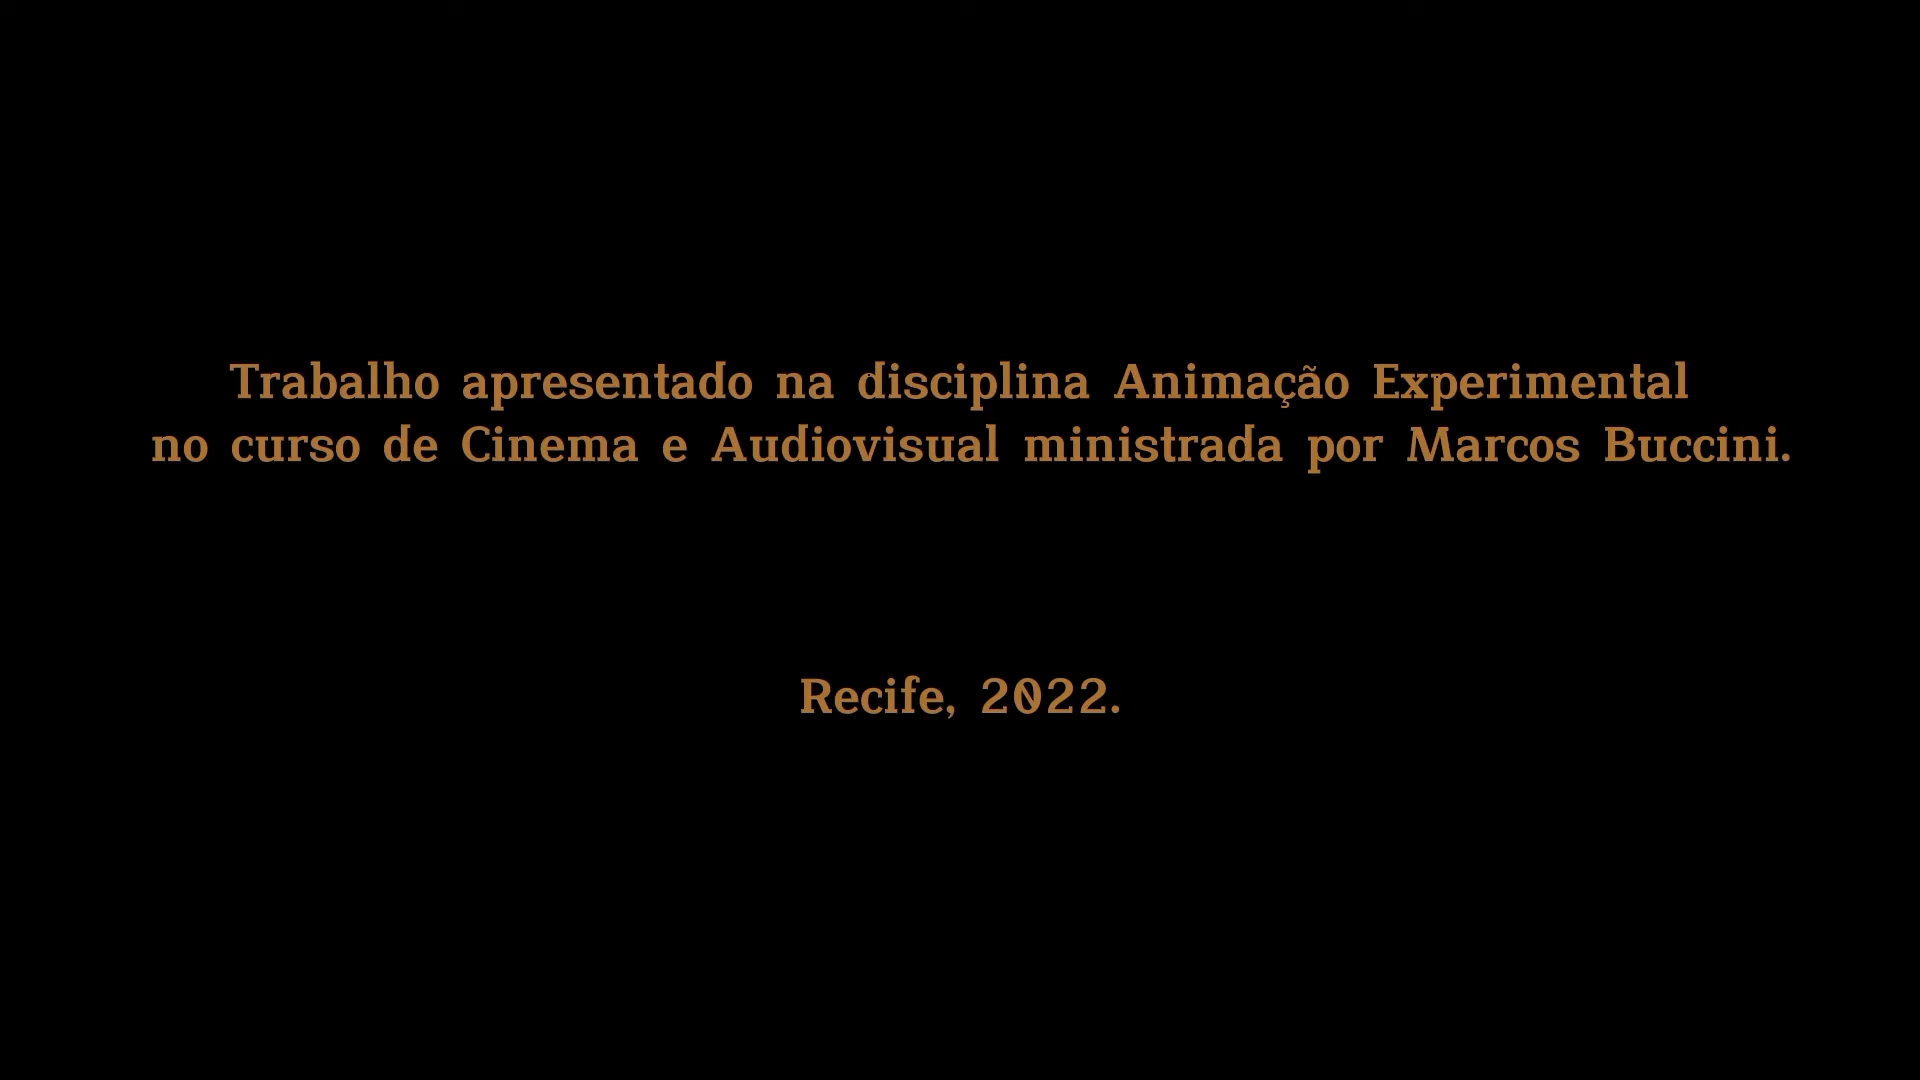 Trabalho apresentado na disciplina Animação Experimental
no curso de Cinema e Audiovisual ministrada por Marcos Buccini.
Recife, 2022.